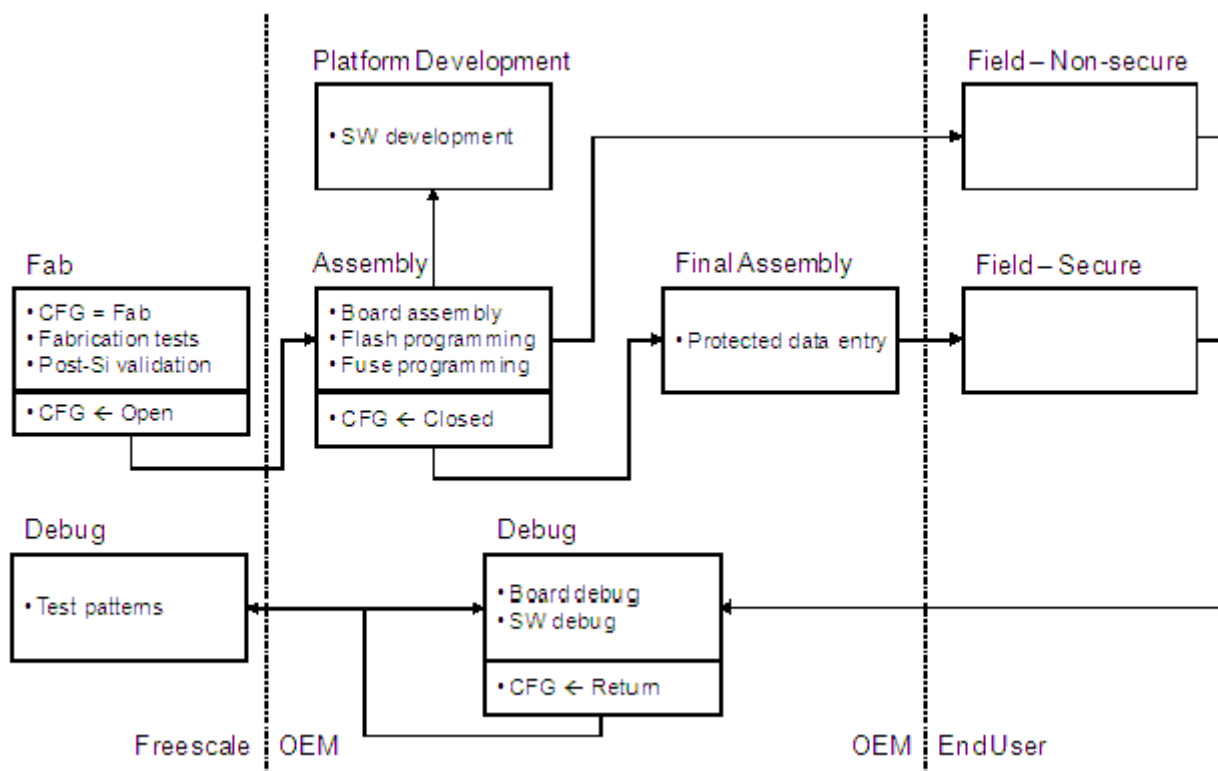 Platform Development
Field – Non-secure
• SW development
Fab
Assembly
Final Assembly
Field – Secure
• CFG = Fab
• Fabrication tests
• Post-Si validation
• CFG ← Open
• Board assembly
• Flash programming
• Fuse programming
• CFG ← Closed
• Protected data entry
Debug
Debug
• Test patterns
• Board debug
• SW debug
• CFG ← Return
Freescale
OEM
OEM
End User